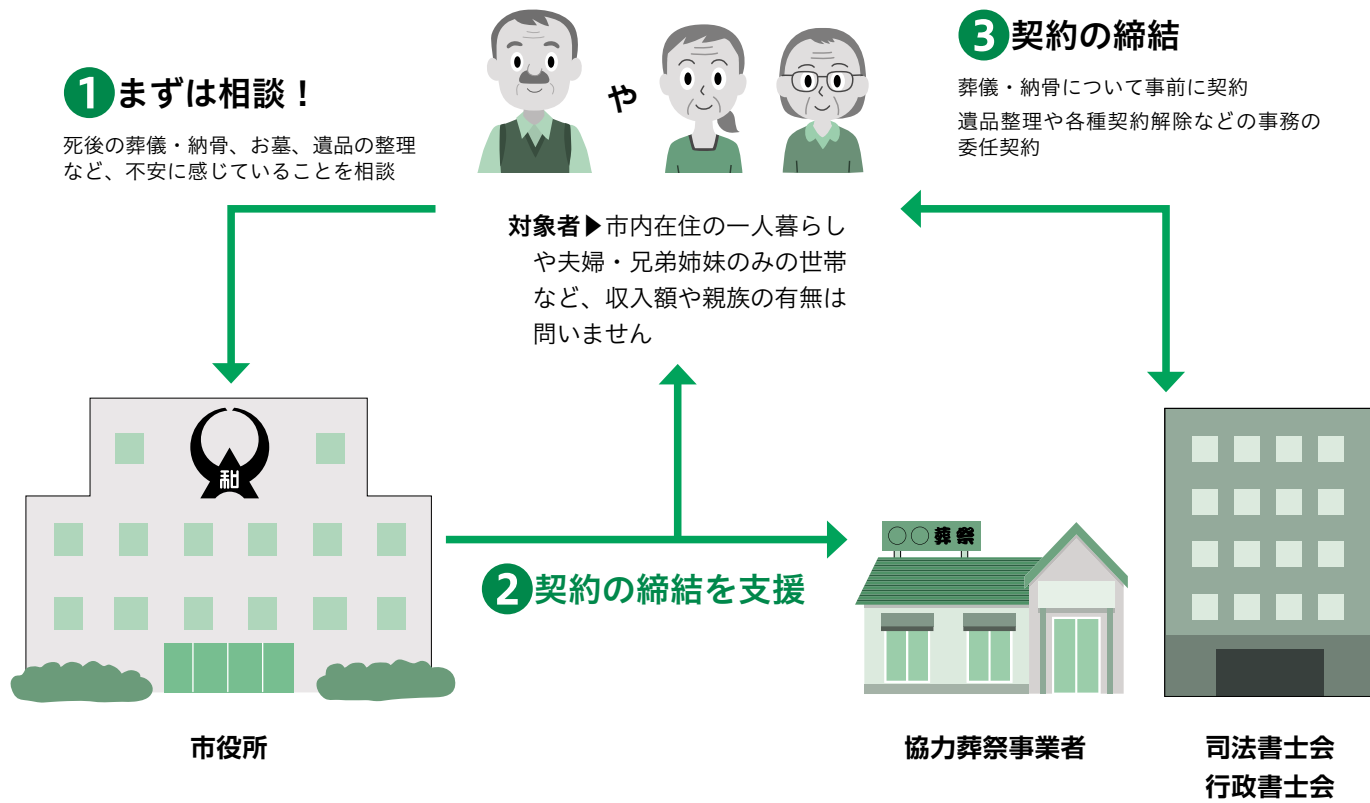 ❶まずは相談！
死後の葬儀・納骨、お墓、遺品の整理
など、不安に感じていることを相談
や
❸契約の締結
葬儀・納骨について事前に契約
遺品整理や各種契約解除などの事務の
委任契約
対象者▶市内在住の一人暮らし
や夫婦・兄弟姉妹のみの世帯
など、収入額や親族の有無は
問いません
和
❷契約の締結を支援
○○葬祭
市役所
協力葬祭事業者
司法書士会
行政書士会